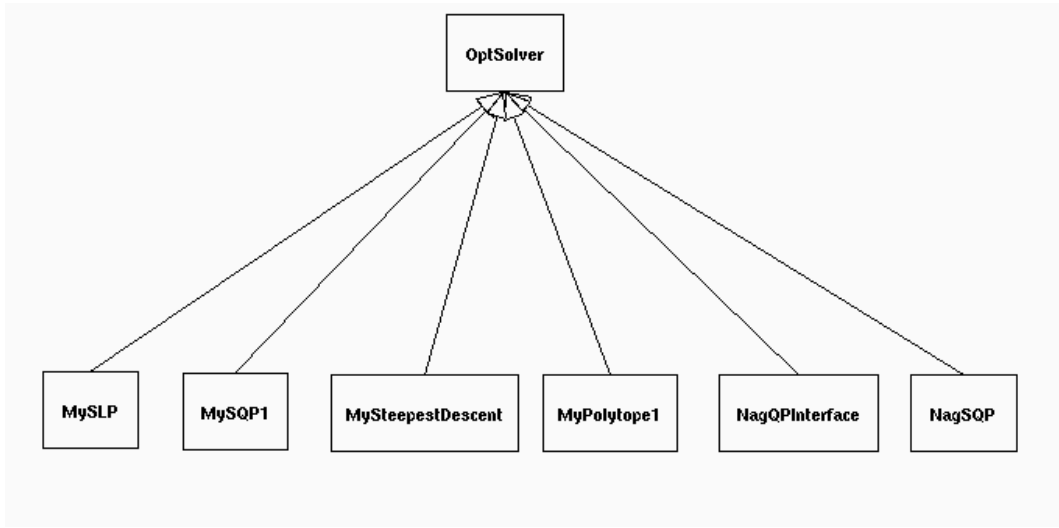 OptSolver
MySLP
MySQP1
MySteepestDescent
MyPolytope1
NagQPInterface
NagSQP